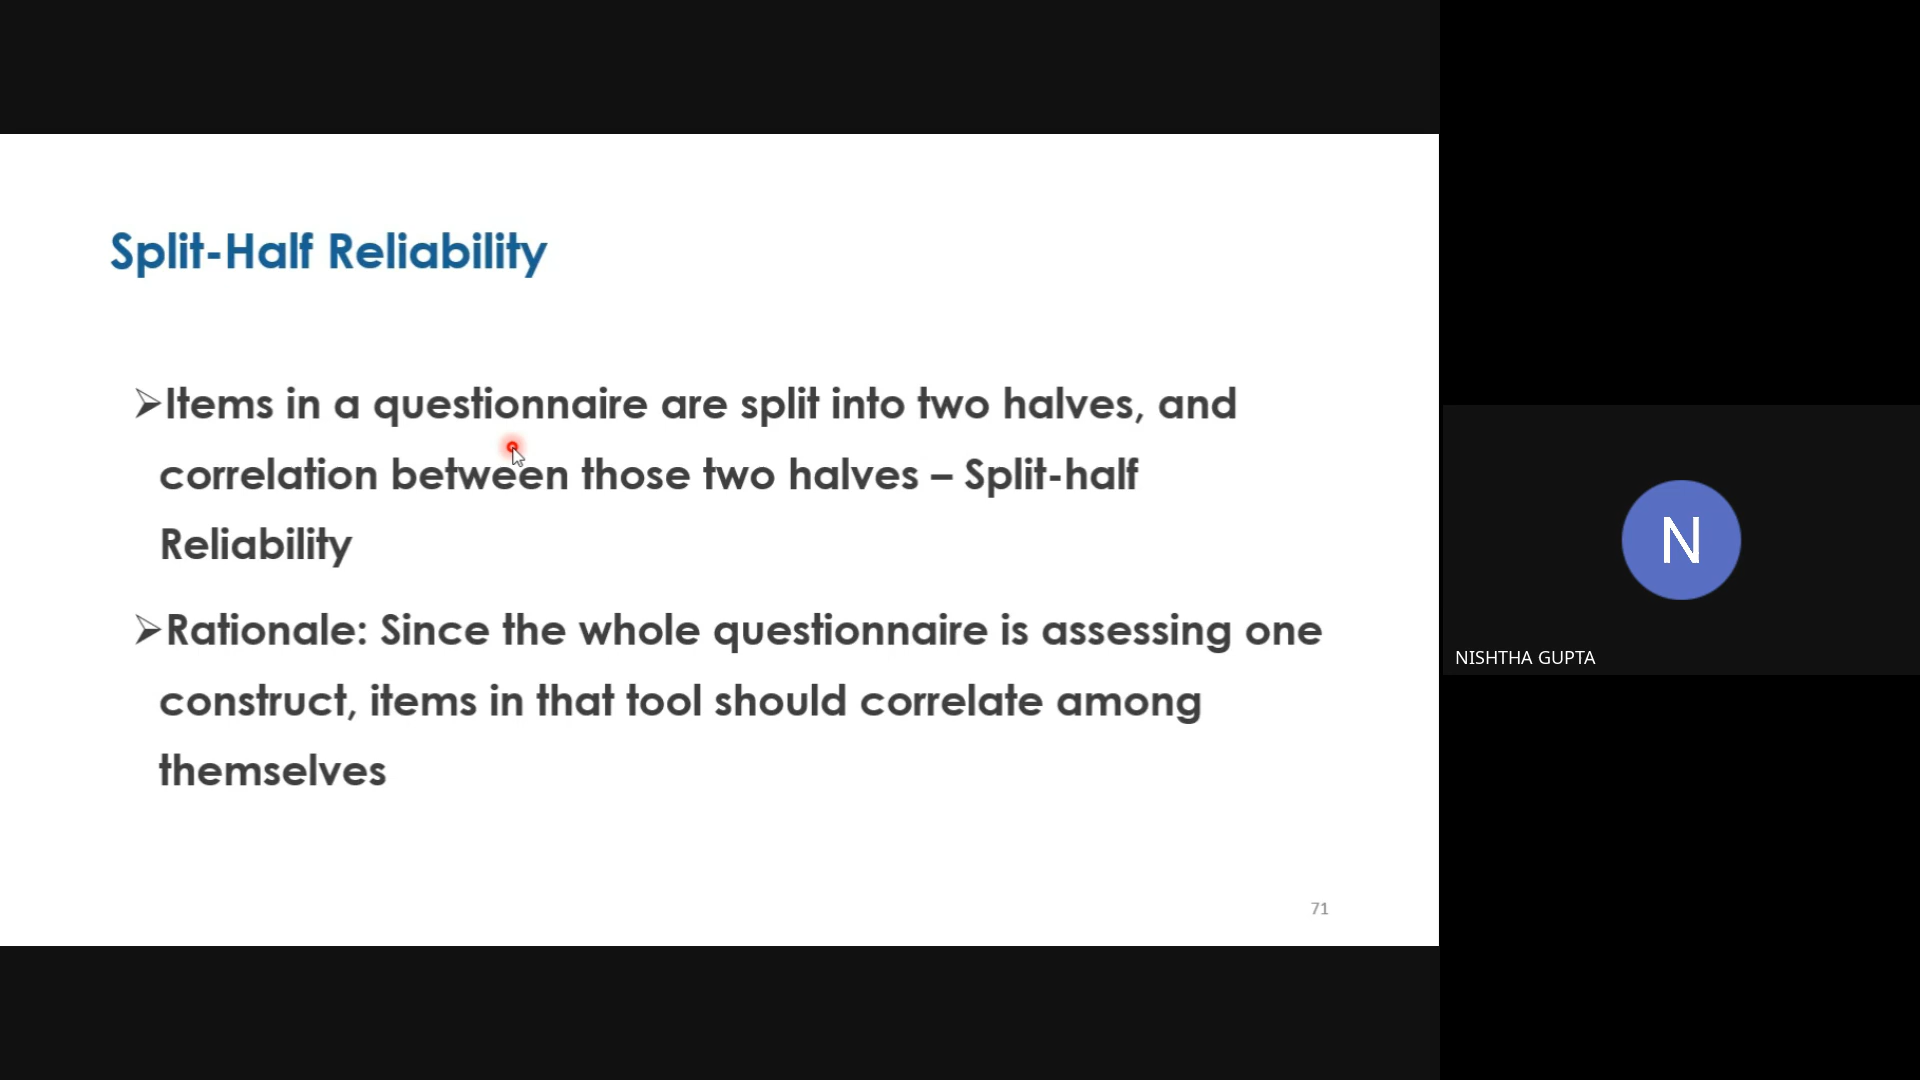 Split-Half Reliability
➢Items in a questionnaire are split into two halves, and
correlation between those two halves – Split-half
Reliability
➢Rationale: Since the whole questionnaire is assessing one
construct, items in that tool should correlate among
themselves
71
N
NISHTHA GUPTA